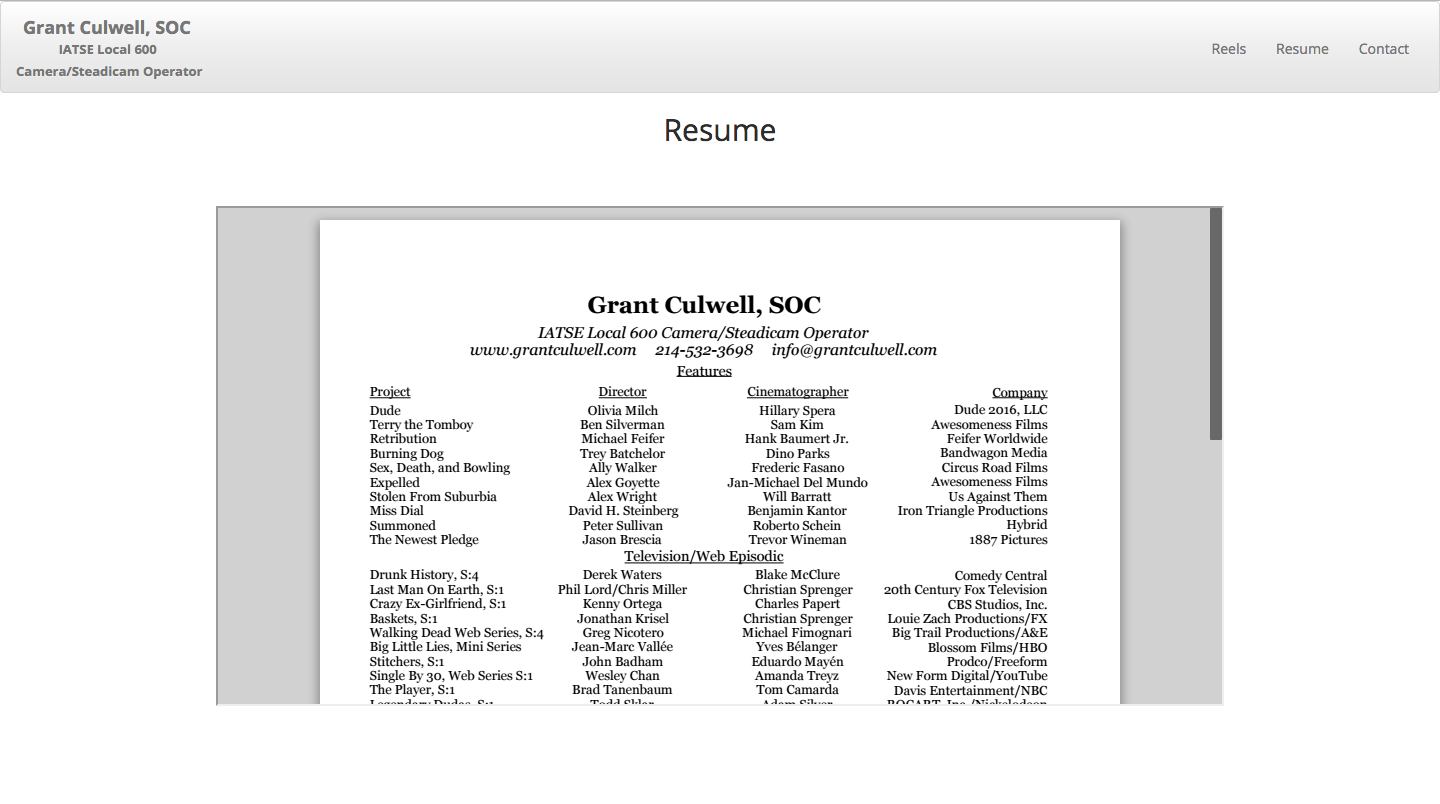 Grant Culwell, SOC
IATSE Local 600
Camera/Steadicam Operator
Reels Resume Contact
Resume
Grant Culwell, SOC
IATSE Local 600 Camera/Steadicam Operator
www.grantculwell.com 214-532-3698 info@grantculwell.com
Features
Project Director Cinematographer Company
Dude Olivia Milch Hillary Spera Dude 2016, LLC
Terry the Tomboy Ben Silverman Sam Kim Awesomeness Films
Retribution Michael Feifer Hank Baumert Jr. Feifer Worldwide
Burning Dog Trey Batchelor Dino Parks Bandwagon Media
Sex, Death, and Bowling Ally Walker Frederic Fasano Circus Road Films
Expelled Alex Goyette Jan-Michael Del Mundo Awesomeness Films
Stolen From Suburbia Alex Wright Will Barratt Us Against Them
Miss Dial David H. Steinberg Benjamin Kantor Iron Triangle Productions
Summoned Peter Sullivan Roberto Schein Hybrid
The Newest Pledge Jason Brescia Trevor Wineman 1887 Pictures
Television/Web Episodic
Drunk History, S:4 Derek Waters Blake McClure Comedy Central
Last Man On Earth, S:1 Phil Lord/Chris Miller Christian Sprenger 20th Century Fox Television
Crazy Ex-Girlfriend, S:1 Kenny Ortega Charles Papert CBS Studios, Inc.
Baskets, S:1 Jonathan Krisel Christian Sprenger Louie Zach Productions/FX
Walking Dead Web Series, S:4 Greg Nicotero Michael Fimognari Big Trail Productions/A&E
Big Little Lies, Mini Series Jean-Marc Vallée Yves Bélanger Blossom Films/HBO
Stitchers, S:1 John Badham Eduardo Mayén Prodco/Freeform
Single By 30, Web Series S:1 Wesley Chan Amanda Treyz New Form Digital/YouTube
The Player, S:1 Brad Tanenbaum Tom Camarda Davis Entertainment/NBC